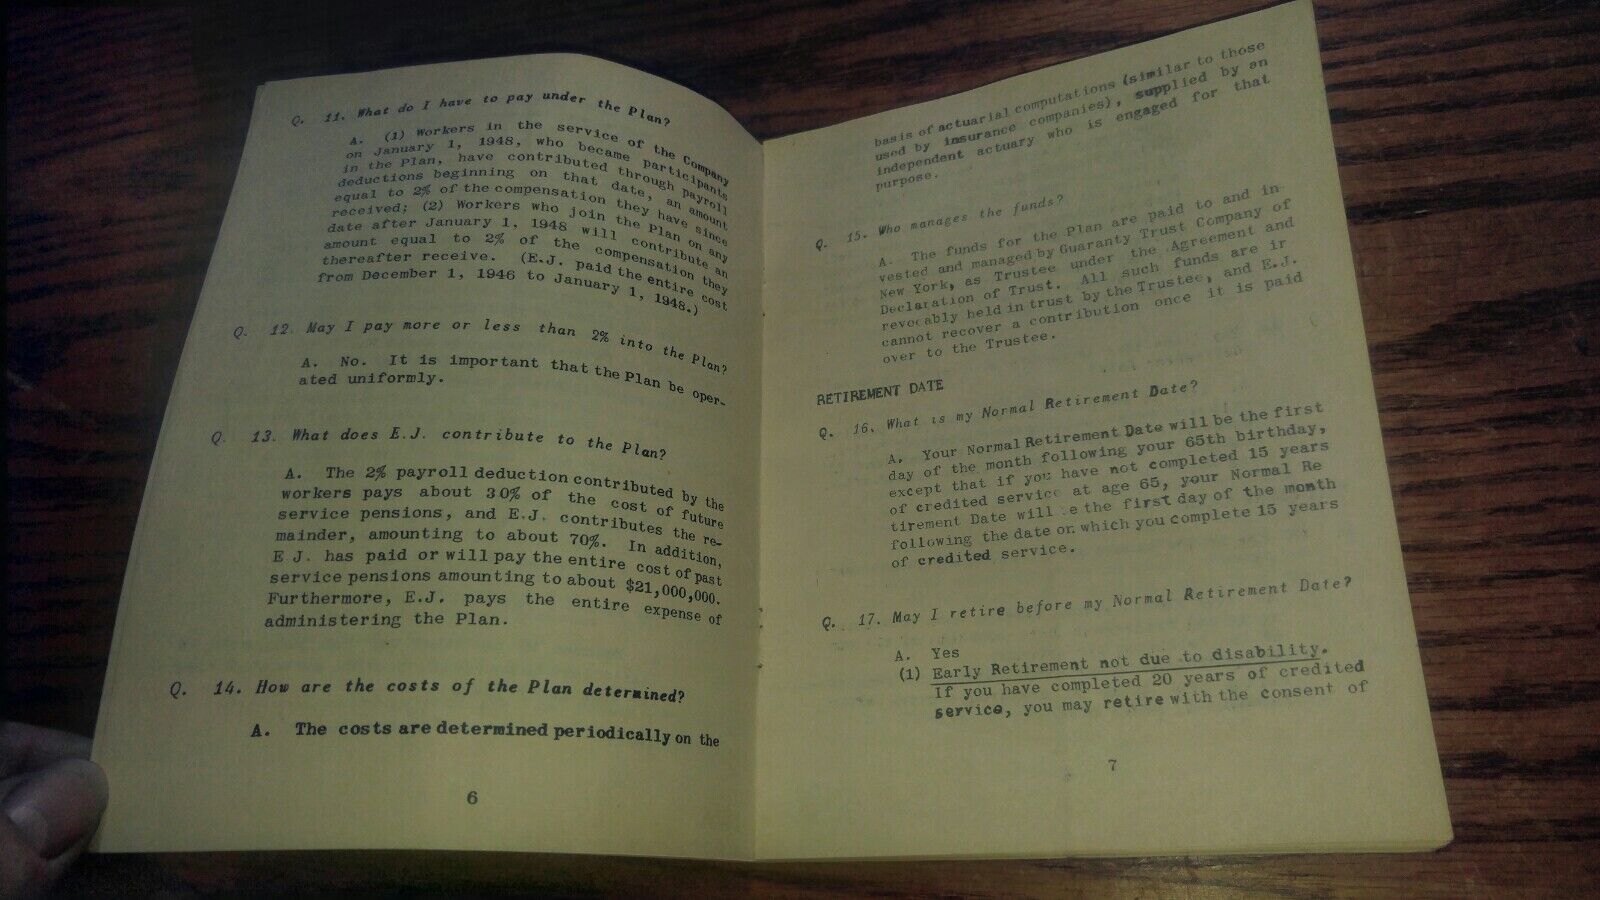 Q. 11. What do I have to pay under the Plan?
A. (1) Workers in the service of the Company
on January 1, 1948, who became participants
in the Plan, have contributed through payroll
deductions beginning on that date, an amount
equal to 2% of the compensation they have since
received; (2) Workers who join the Plan on any
date after January 1, 1948 will contribute an
amount equal to 2% of the compensation they
thereafter receive. (E.J. paid the entire cost
from December 1, 1946 to January 1, 1948.)
Q. 12. May I pay more or less than 2% into the Plan?
A. No. It is important that the Plan be oper-
ated uniformly.
Q. 13. What does E.J. contribute to the Plan?
A. The 2% payroll deduction contributed by the
workers pays about 30% of the cost of future
service pensions, and E.J. contributes the re-
mainder, amounting to about 70%. In addition,
E J. has paid or will pay the entire cost of past
service pensions amounting to about $21,000,000.
Furthermore, E.J. pays the entire expense of
administering the Plan.
Q. 14. How are the costs of the Plan determined?
A. The costs are determined periodically on the
6
basis of actuarial computations (similar to those
used by insurance companies), supplied by an
independent actuary who is engaged for that
purpose.
Q. 15. Who manages the funds?
A. The funds for the Plan are paid to and in-
vested and managed by Guaranty Trust Company of
New York, as Trustee under the Agreement and
Declaration of Trust. All such funds are ir
revocably held in trust by the Trustee, and E.J.
cannot recover a contribution once it is paid
over to the Trustee.
RETIREMENT DATE
Q. 16. What is my Normal Retirement Date?
A. Your Normal Retirement Date will be the first
day of the month following your 65th birthday,
except that if you have not completed 15 years
of credited service at age 65, your Normal Re
tirement Date will be the first day of the month
following the date on which you complete 15 years
of credited service.
Q. 17. May I retire before my Normal Retirement Date?
A. Yes
(1) Early Retirement not due to disability.
If you have completed 20 years of credited
service, you may retire with the consent of
7